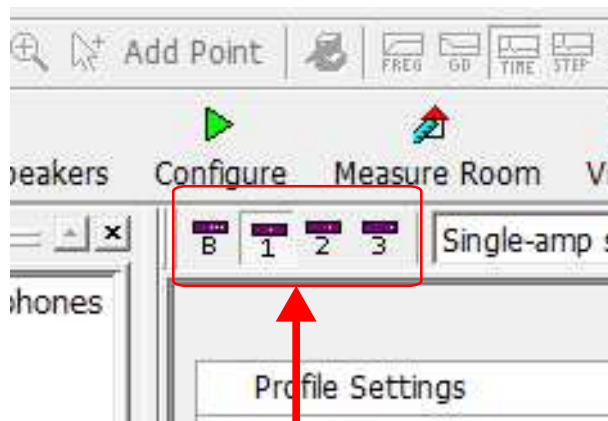 Add Point FREQ GD TIME STEP
peakers Configure Measure Room V
B 1 2 3 Single-amp s
phones
Profile Settings